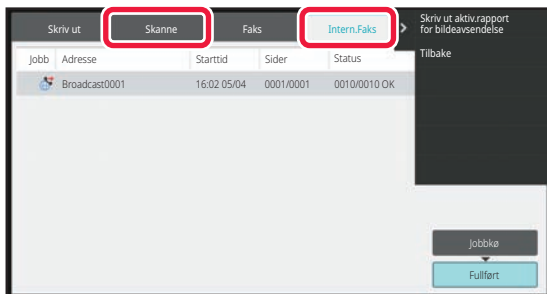 Skriv ut Skanne Faks Intern.Faks
Skriv ut aktiv.rapport
for bildeavsendelse
Tilbake
Jobb Adresse Starttid Sider Status
Broadcast0001 16:02 05/04 0001/0001 0010/0010 OK
Jobbkø
Fullført